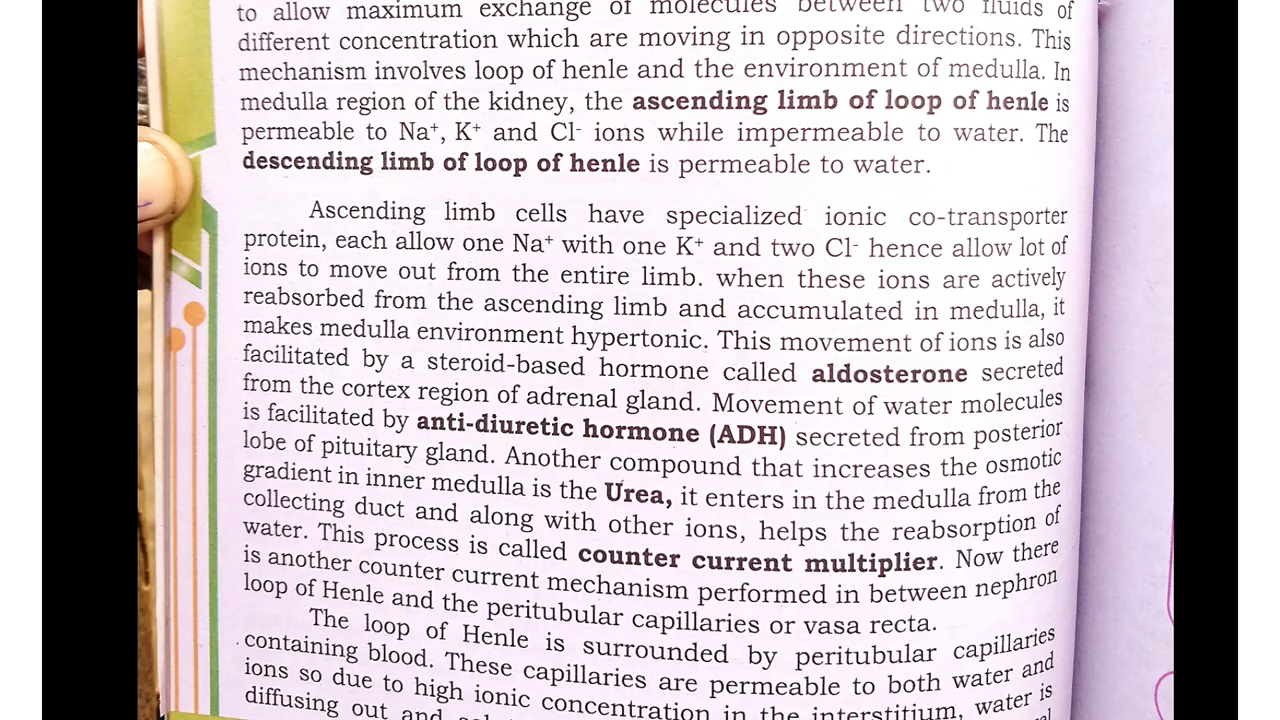 to allow maximum exchange of molecules between two fluids of
different concentration which are moving in opposite directions. This
mechanism involves loop of henle and the environment of medulla. In
medulla region of the kidney, the ascending limb of loop of henle is
permeable to Na⁺, K⁺ and Cl⁻ ions while impermeable to water. The
descending limb of loop of henle is permeable to water.
Ascending limb cells have specialized ionic co-transporter
protein, each allow one Na⁺ with one K⁺ and two Cl⁻ hence allow lot of
ions to move out from the entire limb. when these ions are actively
reabsorbed from the ascending limb and accumulated in medulla, it
makes medulla environment hypertonic. This movement of ions is also
facilitated by a steroid-based hormone called aldosterone secreted
from the cortex region of adrenal gland. Movement of water molecules
is facilitated by anti-diuretic hormone (ADH) secreted from posterior
lobe of pituitary gland. Another compound that increases the osmotic
gradient in inner medulla is the Urea, it enters in the medulla from the
collecting duct and along with other ions, helps the reabsorption of
water. This process is called counter current multiplier. Now there
is another counter current mechanism performed in between nephron
loop of Henle and the peritubular capillaries or vasa recta.
The loop of Henle is surrounded by peritubular capillaries
containing blood. These capillaries are permeable to both water and
ions so due to high ionic concentration in the interstitium, water is
diffusing out and